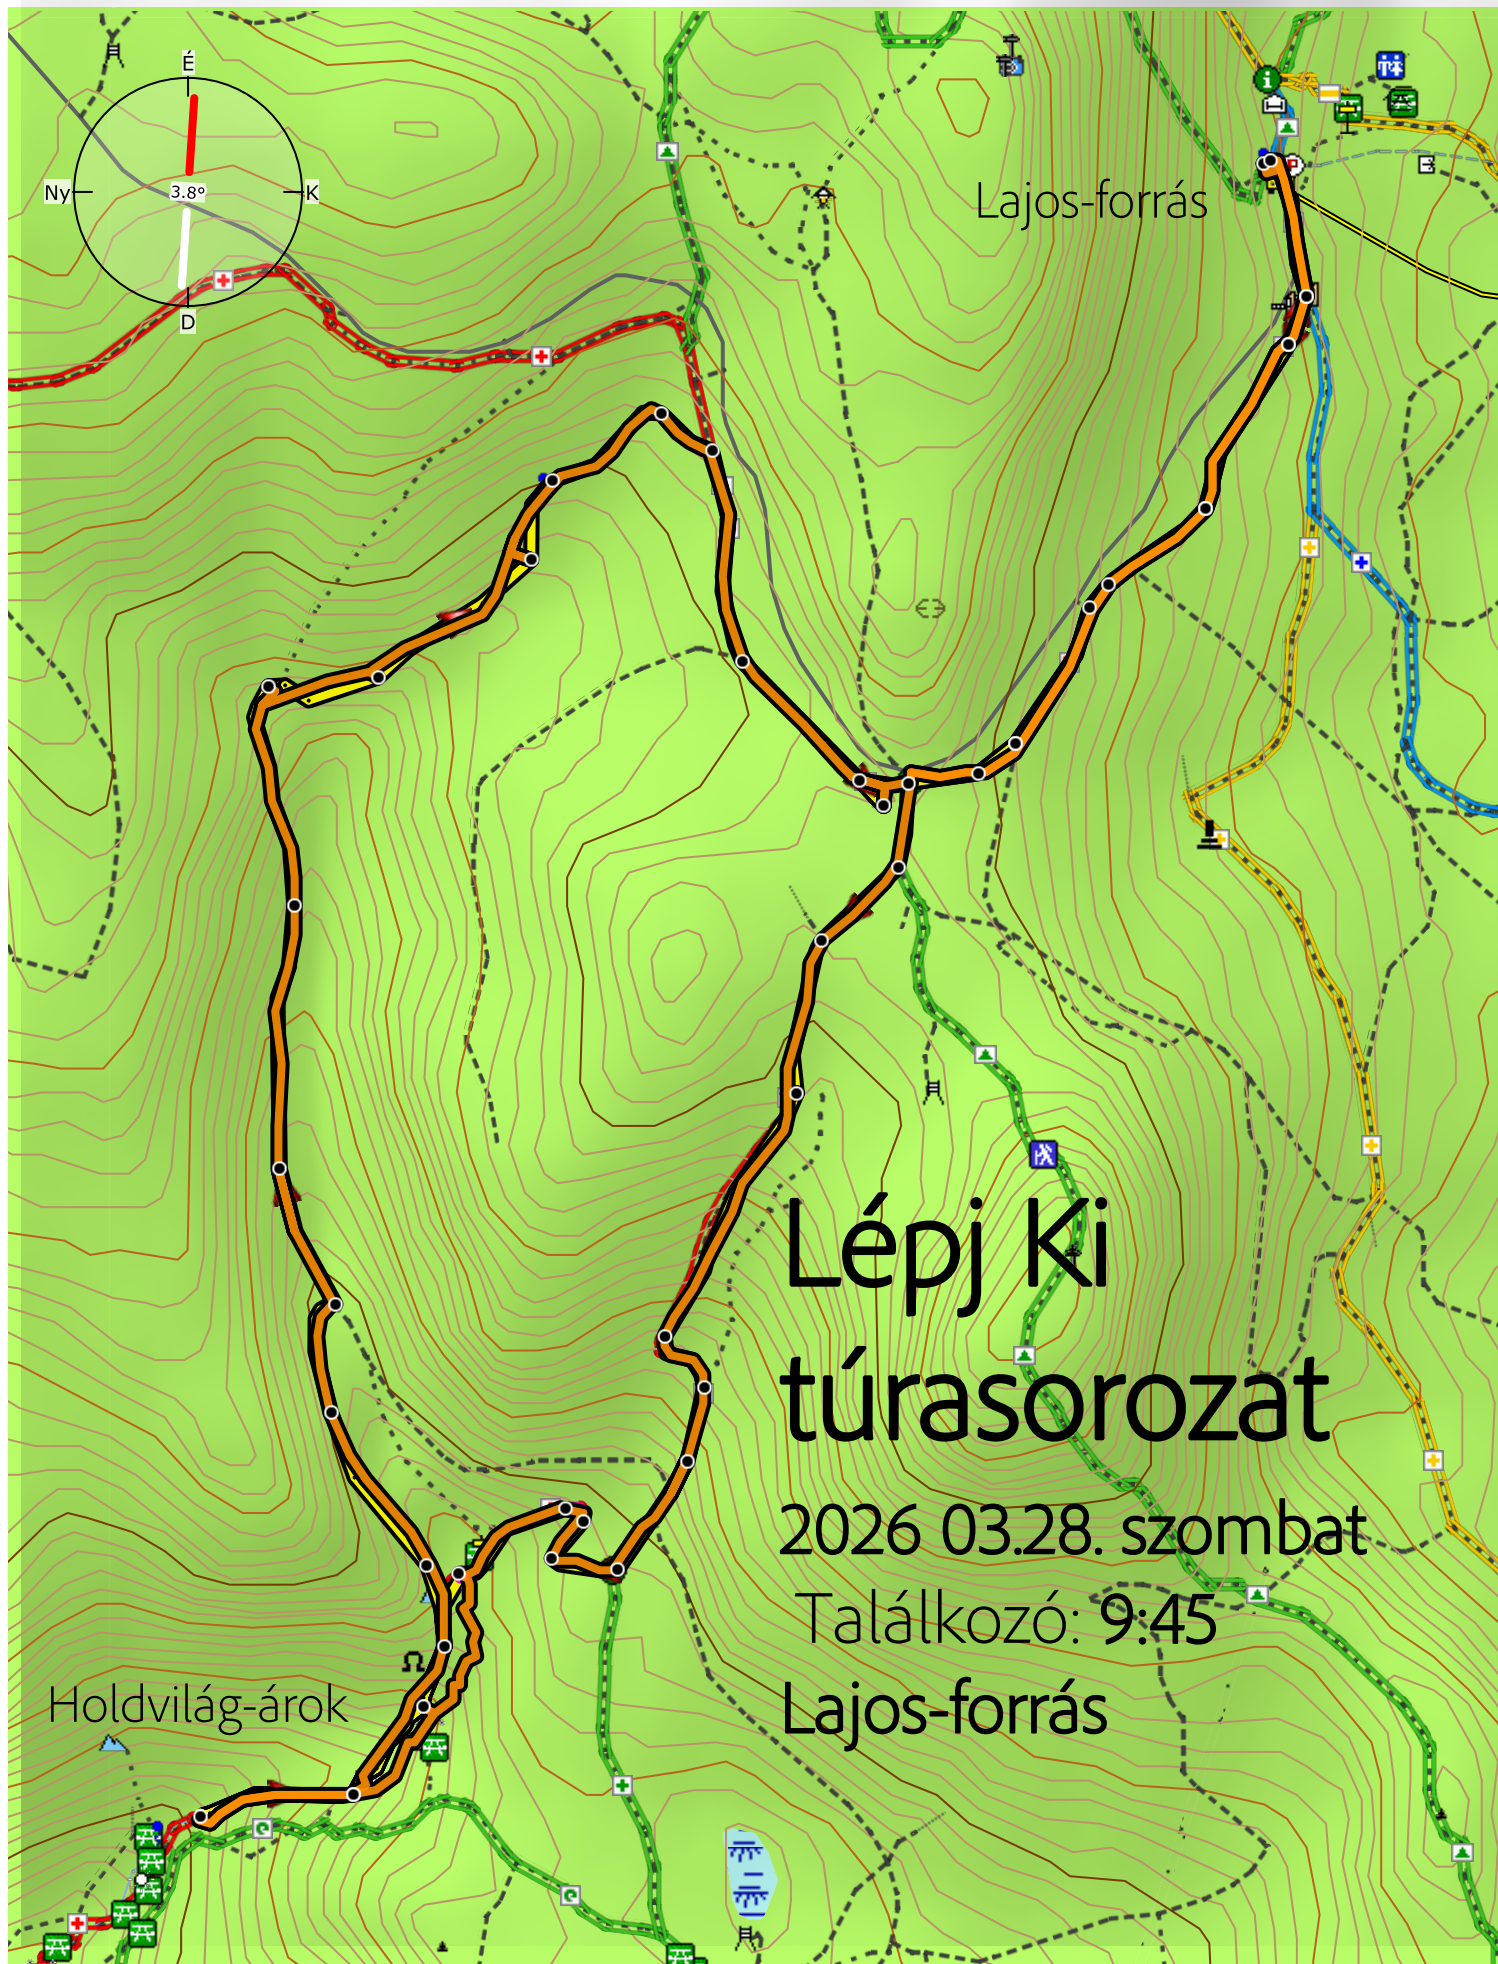 É
Ny
3.8°
K
D
Lajos-forrás
Lépj Ki
túrasorozat
2026 03.28. szombat
Találkozó: 9:45
Lajos-forrás
Holdvilág-árok